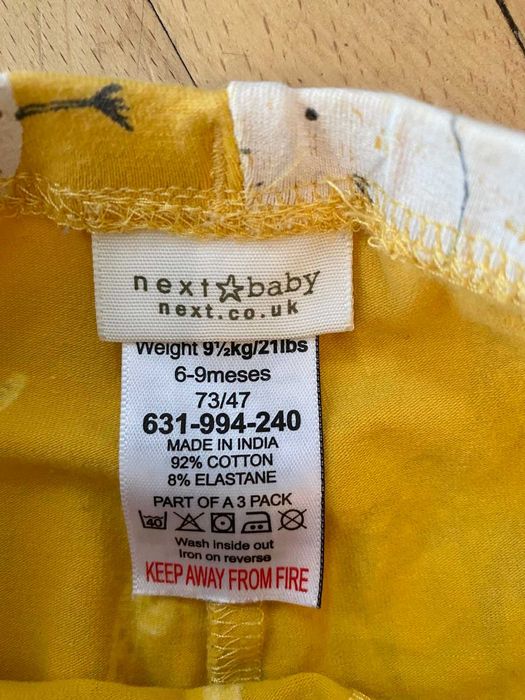 next☆baby
next.co.uk
Weight 9½kg/21lbs
6-9meses
73/47
631-994-240
MADE IN INDIA
92% COTTON
8% ELASTANE
PART OF A 3 PACK
40
Wash inside out
Iron on reverse
KEEP AWAY FROM FIRE